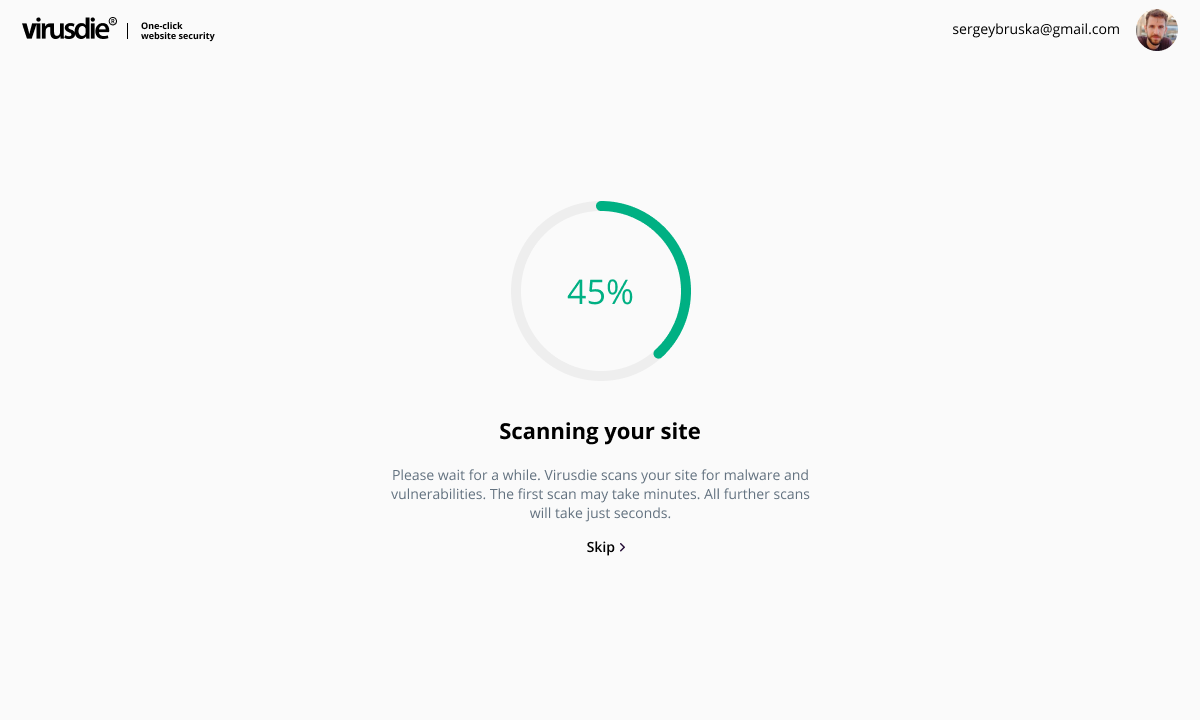 virusdie®
One-click
website security
sergeybruska@gmail.com
45%
Scanning your site
Please wait for a while. Virusdie scans your site for malware and
vulnerabilities. The first scan may take minutes. All further scans
will take just seconds.
Skip >